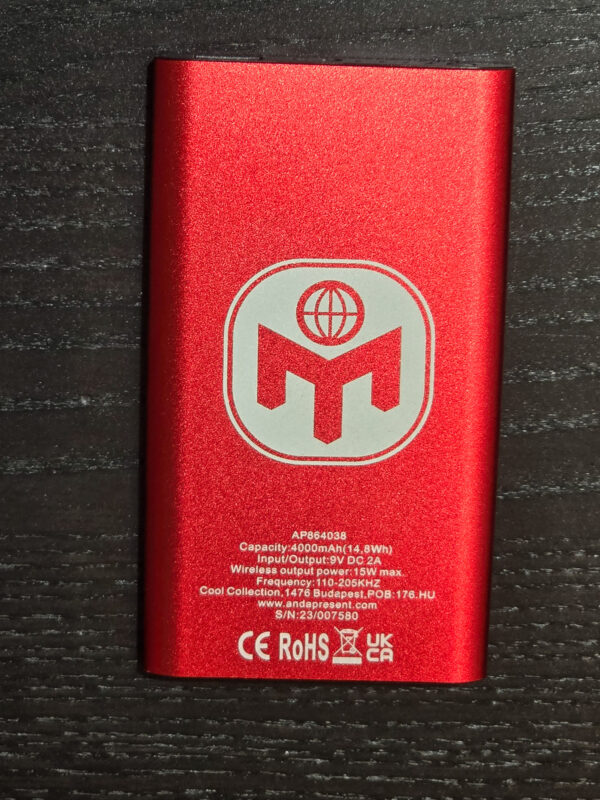 AP864038
Capacity:4000mAh(14,8Wh)
Input/Output:9V DC 2A
Wireless output power:15W max.
Frequency:110-205KHZ
Cool Collection,1476 Budapest,POB:176.HU
www.andapresent.com
S/N:23/007580
CE RoHS UK CA